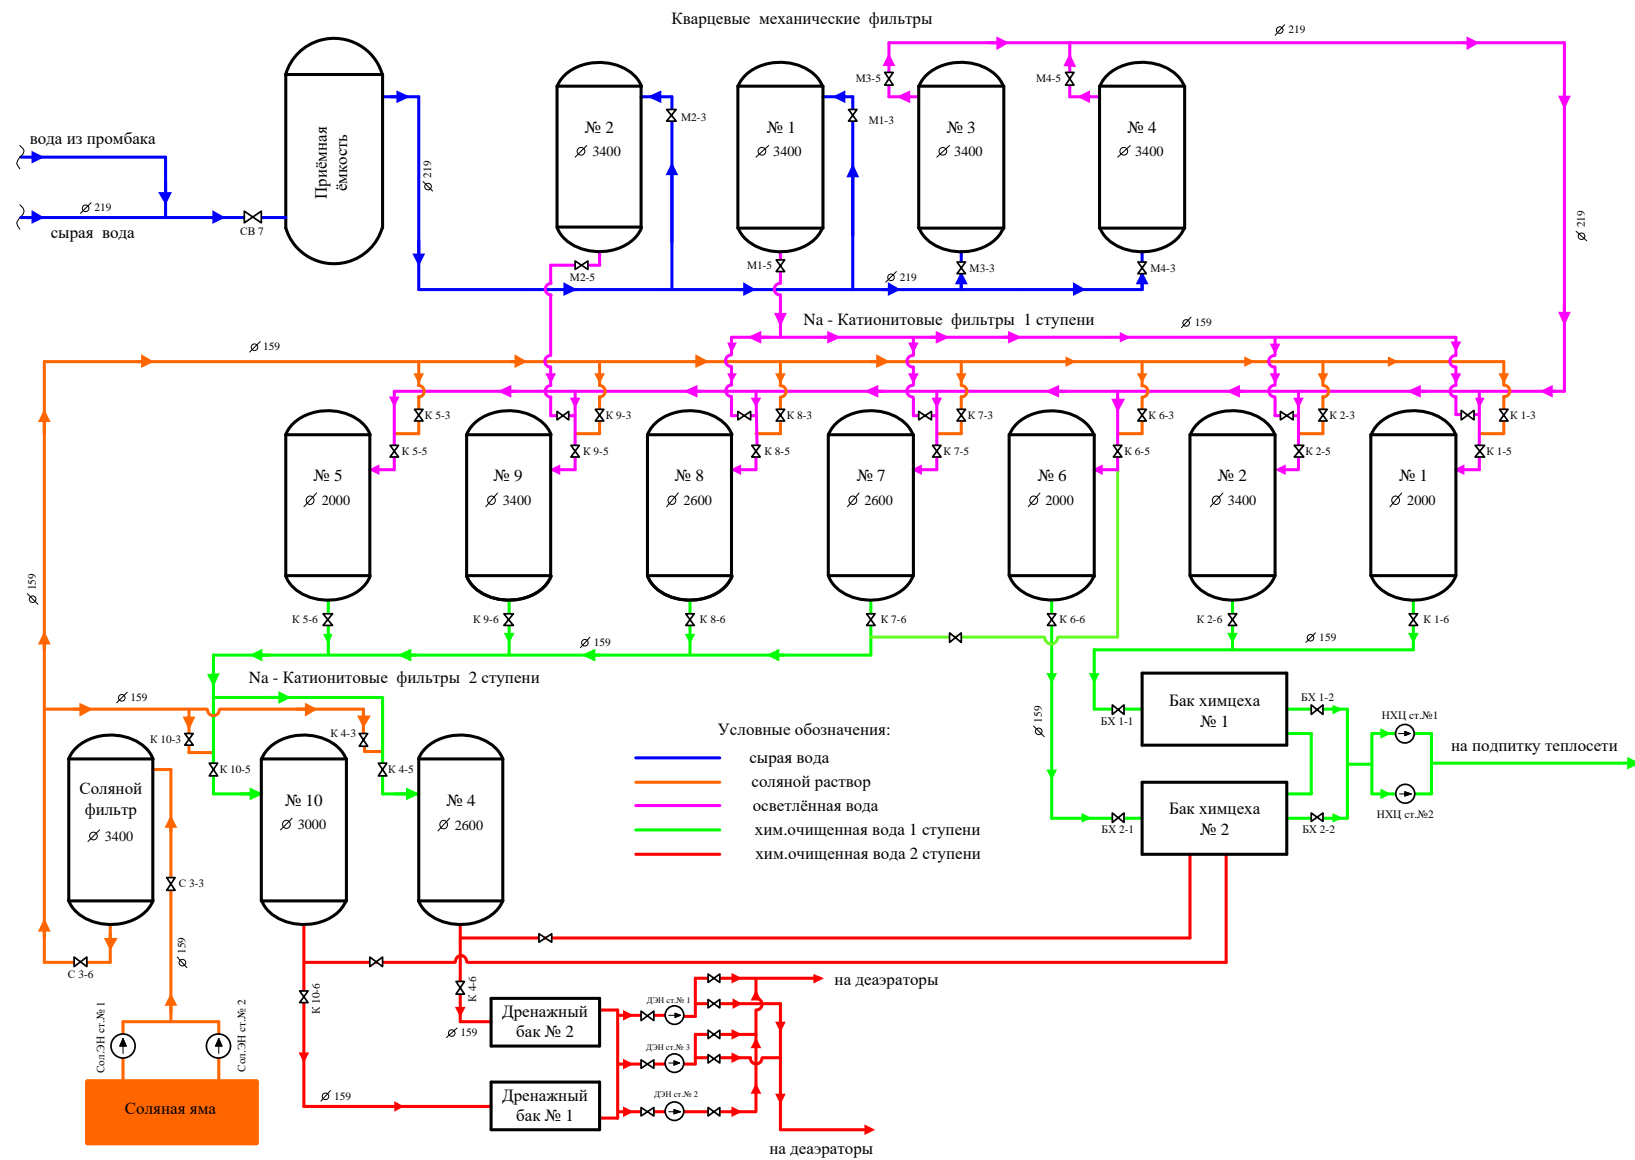 Кварцевые механические фильтры
⌀ 219
М3-5
М4-5
№ 2
⌀ 3400
М2-3
№ 1
⌀ 3400
М1-3
№ 3
⌀ 3400
№ 4
⌀ 3400
вода из промбака
⌀ 219
сырая вода
СВ 7
Приёмная
ёмкость
⌀ 219
⌀ 219
М2-5
М1-5
М3-3
М4-3
⌀ 219
Na - Катионитовые фильтры 1 ступени
⌀ 159
⌀ 159
К 5-3
К 9-3
К 8-3
К 7-3
К 6-3
К 2-3
К 1-3
К 5-5
К 9-5
К 8-5
К 7-5
К 6-5
К 2-5
К 1-5
№ 5
⌀ 2000
№ 9
⌀ 3400
№ 8
⌀ 2600
№ 7
⌀ 2600
№ 6
⌀ 2000
№ 2
⌀ 3400
№ 1
⌀ 2000
⌀ 159
К 5-6
К 9-6
К 8-6
К 7-6
К 6-6
К 2-6
К 1-6
⌀ 159
⌀ 159
Na - Катионитовые фильтры 2 ступени
⌀ 159
К 10-3
К 4-3
К 10-5
К 4-5
Соляной
фильтр
⌀ 3400
№ 10
⌀ 3000
№ 4
⌀ 2600
Условные обозначения:
сырая вода
соляной раствор
осветлённая вода
хим.очищенная вода 1 ступени
хим.очищенная вода 2 ступени
⌀ 159
БХ 1-1
Бак химцеха
№ 1
БХ 1-2
НХЦ ст.№1
на подпитку теплосети
НХЦ ст.№2
БХ 2-1
Бак химцеха
№ 2
БХ 2-2
С 3-3
⌀ 159
С 3-6
Сол.ЭН ст.№ 1
Сол.ЭН ст.№ 2
Соляная яма
К 10-6
К 4-6
⌀ 159
⌀ 159
Дренажный
бак № 2
Дренажный
бак № 1
ДЭН ст.№ 1
ДЭН ст.№ 3
ДЭН ст.№ 2
на деаэраторы
на деаэраторы